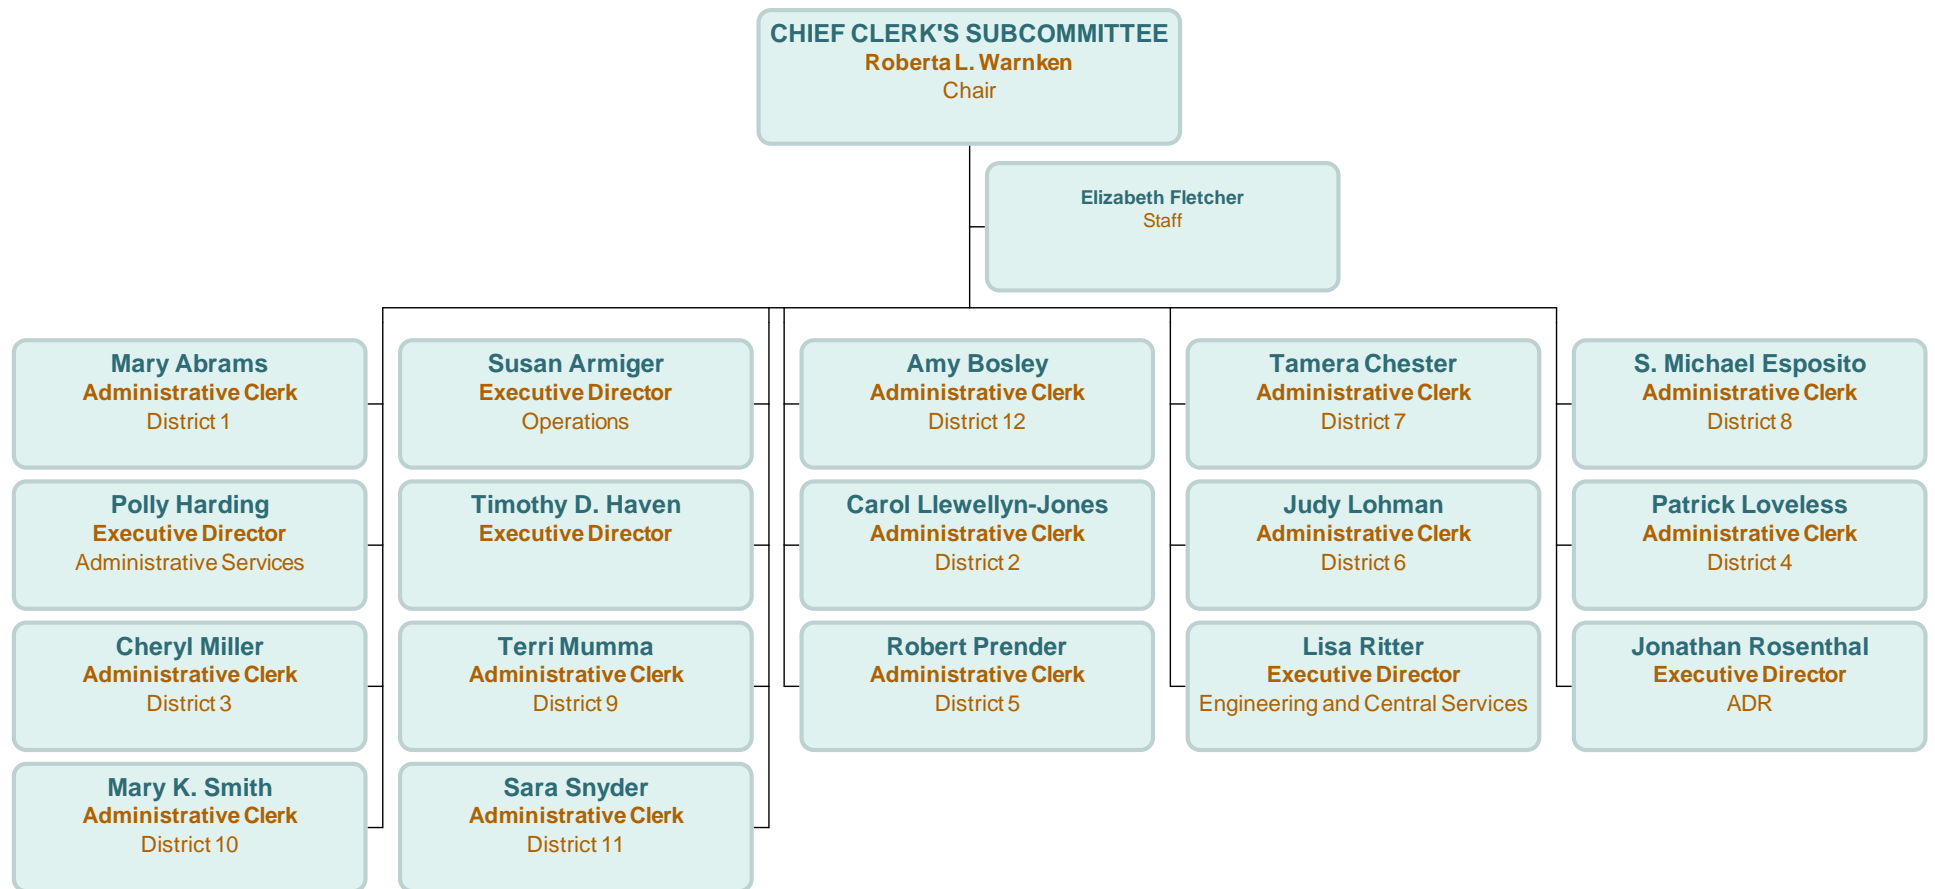 CHIEF CLERK'S SUBCOMMITTEE
Roberta L. Warnken
Chair
Elizabeth Fletcher
Staff
Mary Abrams
Administrative Clerk
District 1
Susan Armiger
Executive Director
Operations
Amy Bosley
Administrative Clerk
District 12
Tamera Chester
Administrative Clerk
District 7
S. Michael Esposito
Administrative Clerk
District 8
Polly Harding
Executive Director
Administrative Services
Timothy D. Haven
Executive Director
Carol Llewellyn-Jones
Administrative Clerk
District 2
Judy Lohman
Administrative Clerk
District 6
Patrick Loveless
Administrative Clerk
District 4
Cheryl Miller
Administrative Clerk
District 3
Terri Mumma
Administrative Clerk
District 9
Robert Prender
Administrative Clerk
District 5
Lisa Ritter
Executive Director
Engineering and Central Services
Jonathan Rosenthal
Executive Director
ADR
Mary K. Smith
Administrative Clerk
District 10
Sara Snyder
Administrative Clerk
District 11